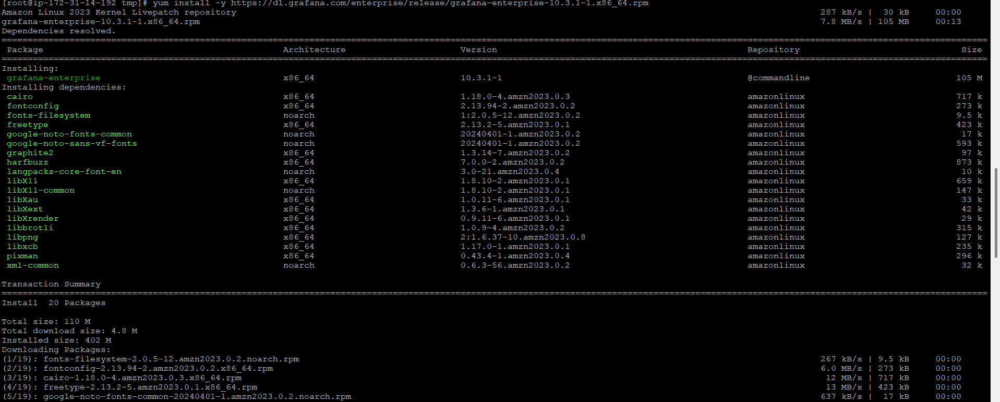 [root@ip-172-31-14-192 tmp]# yum install -y https://dl.grafana.com/enterprise/release/grafana-enterprise-10.3.1-1.x86_64.rpm
Amazon Linux 2023 Kernel Livepatch repository 287 kB/s | 30 kB 00:00
grafana-enterprise-10.3.1-1.x86_64.rpm 7.8 MB/s | 105 MB 00:13
Dependencies resolved.
Package Architecture Version Repository Size
Installing:
grafana-enterprise x86_64 10.3.1-1 @commandline 105 M
Installing dependencies:
cairo x86_64 1.18.0-4.amzn2023.0.3 amazonlinux 717 k
fontconfig x86_64 2.13.94-2.amzn2023.0.2 amazonlinux 273 k
fonts-filesystem noarch 1:2.0.5-12.amzn2023.0.2 amazonlinux 9.5 k
freetype x86_64 2.13.2-5.amzn2023.0.1 amazonlinux 423 k
google-noto-fonts-common noarch 20240401-1.amzn2023.0.2 amazonlinux 17 k
google-noto-sans-vf-fonts noarch 20240401-1.amzn2023.0.2 amazonlinux 593 k
graphite2 x86_64 1.3.14-7.amzn2023.0.2 amazonlinux 97 k
harfbuzz x86_64 7.0.0-2.amzn2023.0.2 amazonlinux 873 k
langpacks-core-font-en noarch 3.0-21.amzn2023.0.4 amazonlinux 10 k
libX11 x86_64 1.8.10-2.amzn2023.0.1 amazonlinux 659 k
libX11-common noarch 1.8.10-2.amzn2023.0.1 amazonlinux 147 k
libXau x86_64 1.0.11-6.amzn2023.0.1 amazonlinux 33 k
libXext x86_64 1.3.6-1.amzn2023.0.1 amazonlinux 42 k
libXrender x86_64 0.9.11-6.amzn2023.0.1 amazonlinux 29 k
libbrotli x86_64 1.0.9-4.amzn2023.0.2 amazonlinux 315 k
libpng x86_64 2:1.6.37-10.amzn2023.0.8 amazonlinux 127 k
libxcb x86_64 1.17.0-1.amzn2023.0.1 amazonlinux 235 k
pixman x86_64 0.43.4-1.amzn2023.0.4 amazonlinux 296 k
xml-common noarch 0.6.3-56.amzn2023.0.2 amazonlinux 32 k
Transaction Summary
Install 20 Packages
Total size: 110 M
Total download size: 4.8 M
Installed size: 402 M
Downloading Packages:
(1/19): fonts-filesystem-2.0.5-12.amzn2023.0.2.noarch.rpm 267 kB/s | 9.5 kB 00:00
(2/19): fontconfig-2.13.94-2.amzn2023.0.2.x86_64.rpm 6.0 MB/s | 273 kB 00:00
(3/19): cairo-1.18.0-4.amzn2023.0.3.x86_64.rpm 12 MB/s | 717 kB 00:00
(4/19): freetype-2.13.2-5.amzn2023.0.1.x86_64.rpm 13 MB/s | 423 kB 00:00
(5/19): google-noto-fonts-common-20240401-1.amzn2023.0.2.noarch.rpm 637 kB/s | 17 kB 00:00